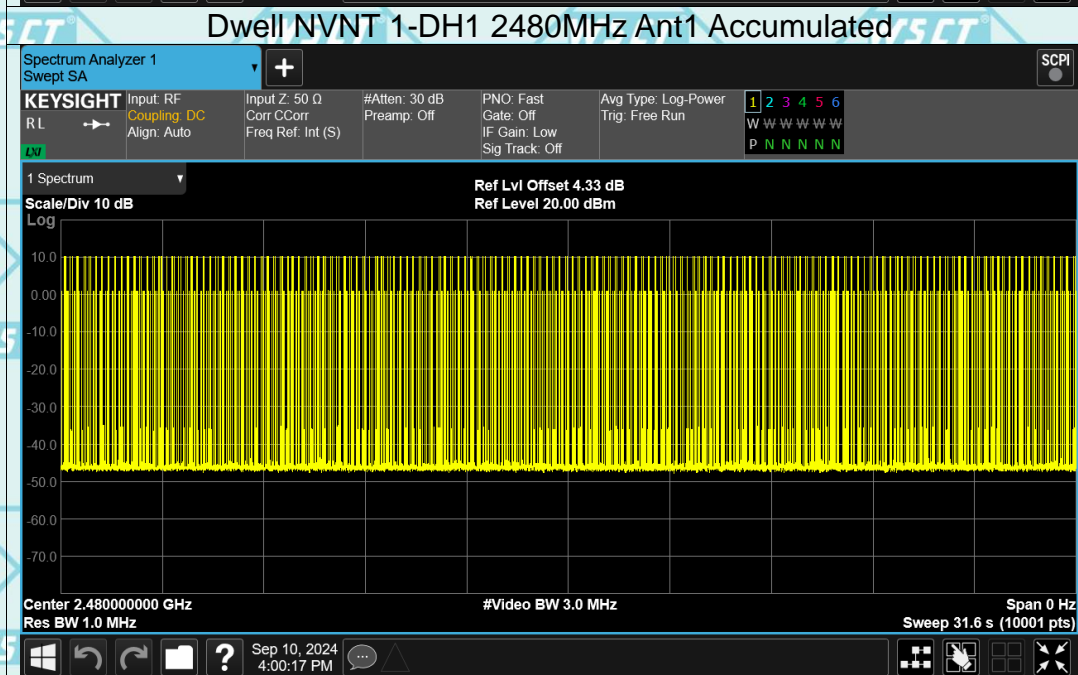 Dwell NVNT 1-DH1 2480MHz Ant1 Accumulated
Spectrum Analyzer 1
Swept SA
+
SCPI
KEYSIGHT
R L
LXI
Input: RF
Coupling: DC
Align: Auto
Input Z: 50 Ω
Corr CCorr
Freq Ref: Int (S)
#Atten: 30 dB
Preamp: Off
PNO: Fast
Gate: Off
IF Gain: Low
Sig Track: Off
Avg Type: Log-Power
Trig: Free Run
1 2 3 4 5 6
W W W W W W
P N N N N N
1 Spectrum
Scale/Div 10 dB
Ref Lvl Offset 4.33 dB
Ref Level 20.00 dBm
Log
10.0
0.00
-10.0
-20.0
-30.0
-40.0
-50.0
-60.0
-70.0
Center 2.480000000 GHz
#Video BW 3.0 MHz
Span 0 Hz
Res BW 1.0 MHz
Sweep 31.6 s (10001 pts)
?
Sep 10, 2024
4:00:17 PM